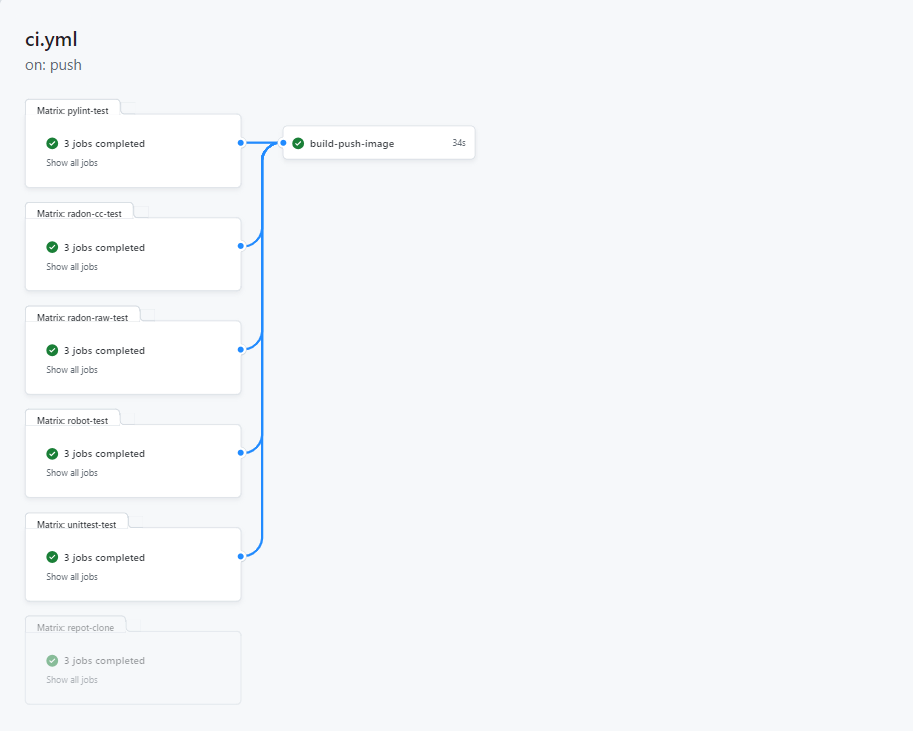 ci.yml
on: push
Matrix: pylint-test
3 jobs completed
Show all jobs
build-push-image 34s
Matrix: radon-cc-test
3 jobs completed
Show all jobs
Matrix: radon-raw-test
3 jobs completed
Show all jobs
Matrix: robot-test
3 jobs completed
Show all jobs
Matrix: unittest-test
3 jobs completed
Show all jobs
Matrix: repot-clone
3 jobs completed
Show all jobs